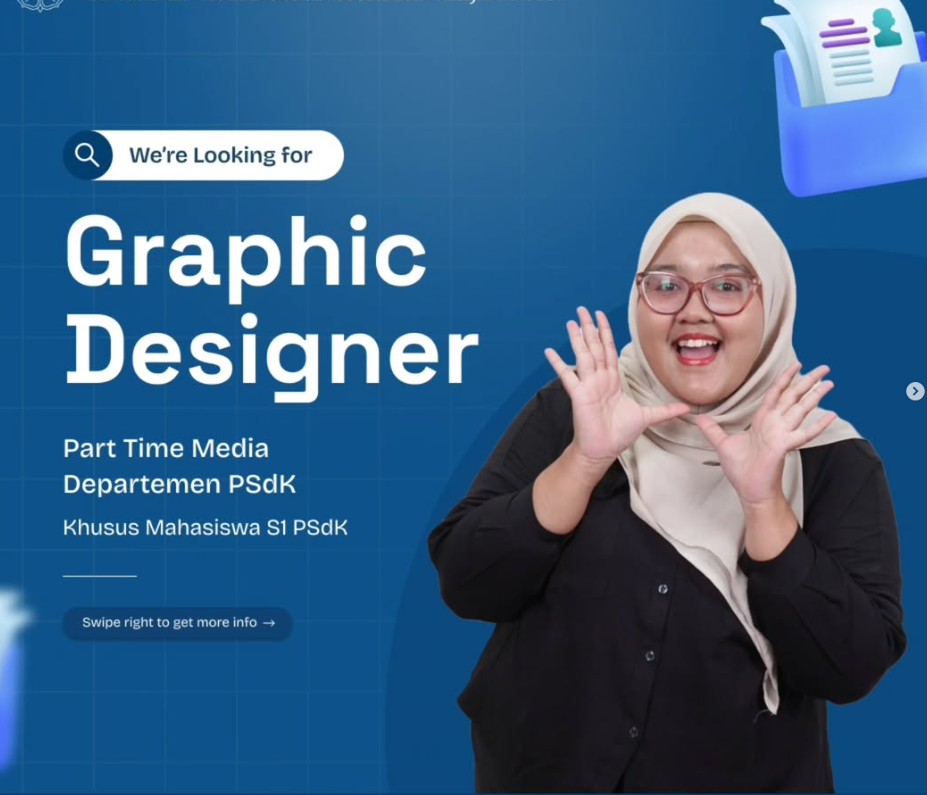 We're Looking for
Graphic
Designer
Part Time Media
Departemen PSdK
Khusus Mahasiswa S1 PSdK
Swipe right to get more info →